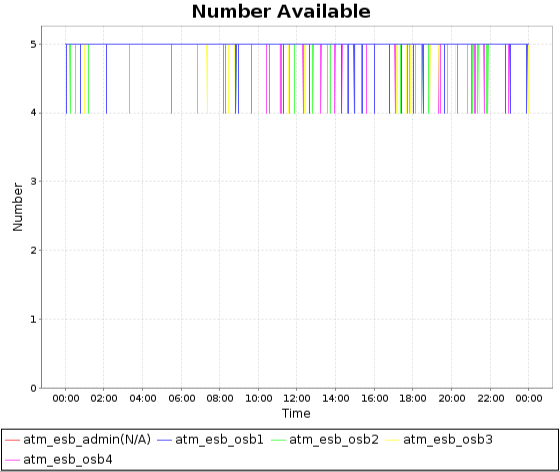 Number Available
5
4
3
2
1
0
Number
00:00 02:00 04:00 06:00 08:00 10:00 12:00 14:00 16:00 18:00 20:00 22:00 00:00
Time
atm_esb_admin(N/A) atm_esb_osb1 atm_esb_osb2 atm_esb_osb3
atm_esb_osb4